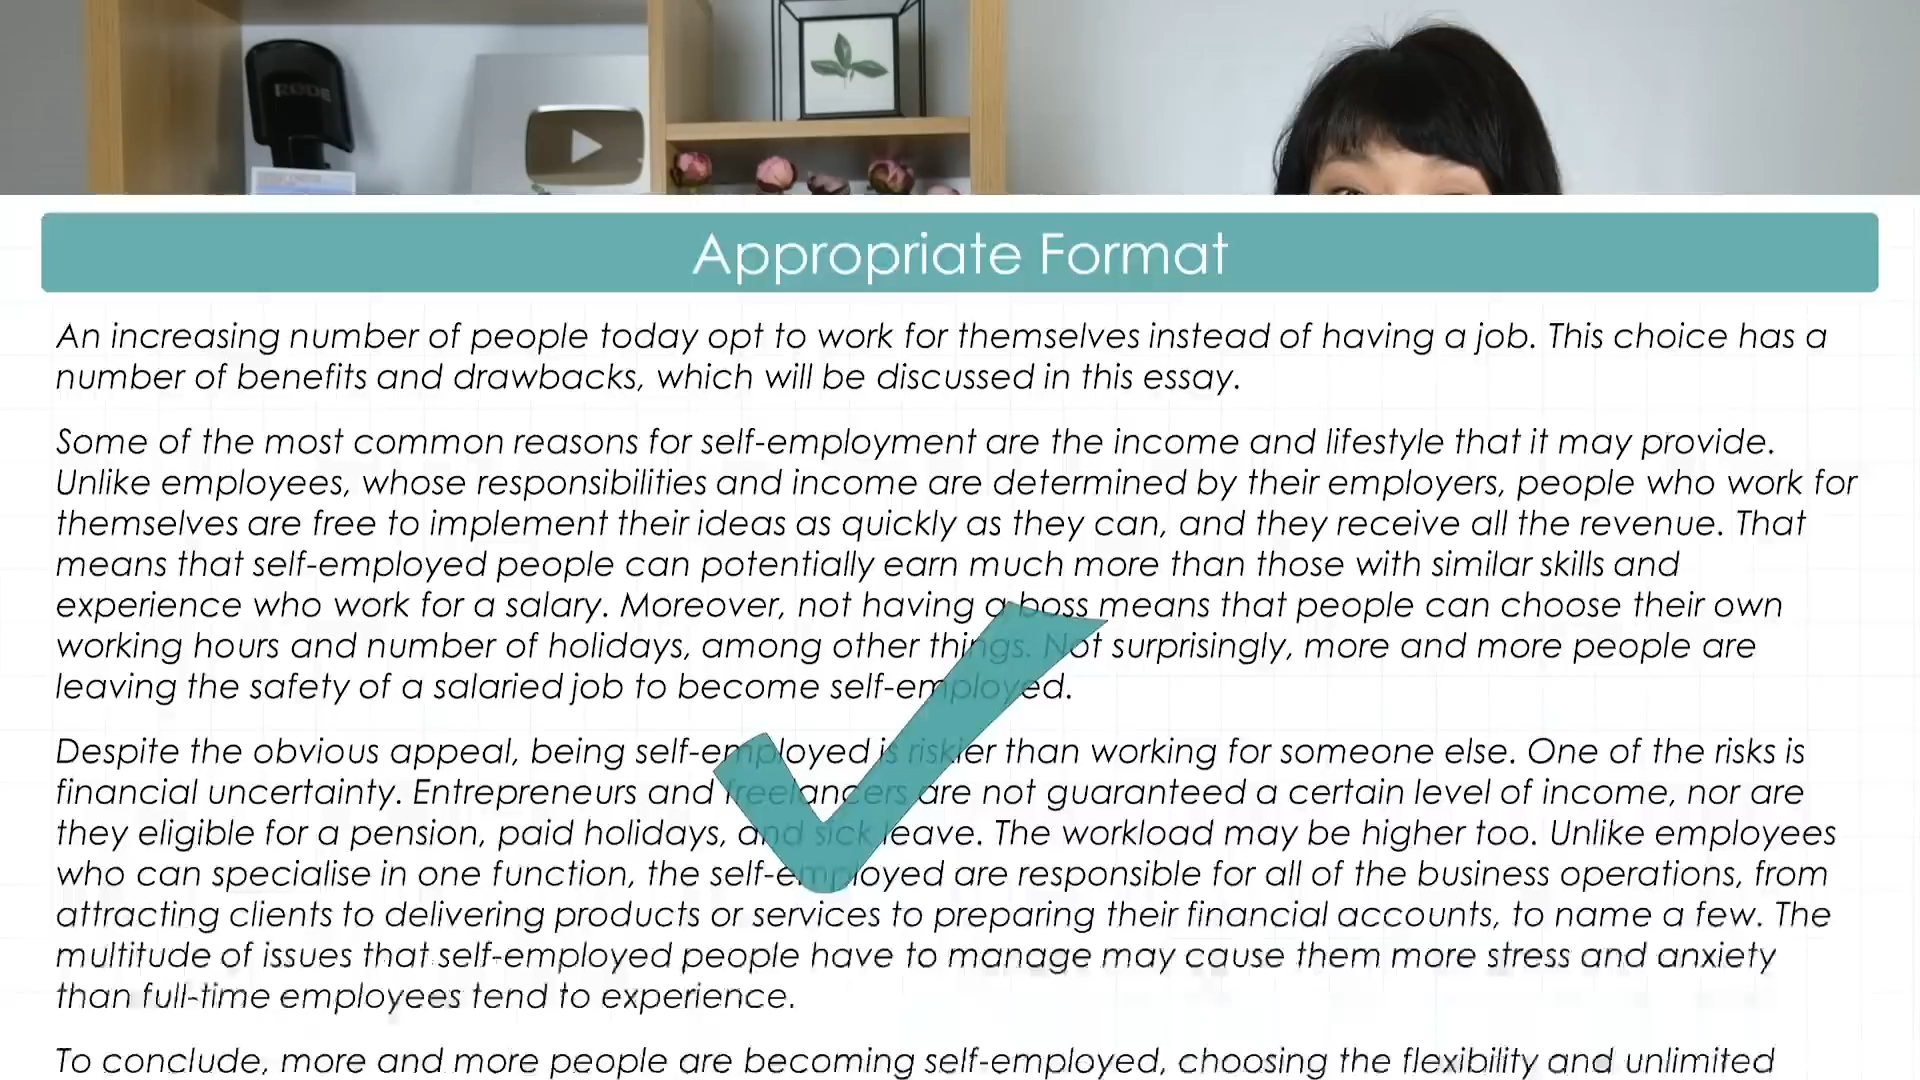 RØDE
Appropriate Format
An increasing number of people today opt to work for themselves instead of having a job. This choice has a
number of benefits and drawbacks, which will be discussed in this essay.
Some of the most common reasons for self-employment are the income and lifestyle that it may provide.
Unlike employees, whose responsibilities and income are determined by their employers, people who work for
themselves are free to implement their ideas as quickly as they can, and they receive all the revenue. That
means that self-employed people can potentially earn much more than those with similar skills and
experience who work for a salary. Moreover, not having a boss means that people can choose their own
working hours and number of holidays, among other things. Not surprisingly, more and more people are
leaving the safety of a salaried job to become self-employed.
Despite the obvious appeal, being self-employed is riskier than working for someone else. One of the risks is
financial uncertainty. Entrepreneurs and freelancers are not guaranteed a certain level of income, nor are
they eligible for a pension, paid holidays, and sick leave. The workload may be higher too. Unlike employees
who can specialise in one function, the self-employed are responsible for all of the business operations, from
attracting clients to delivering products or services to preparing their financial accounts, to name a few. The
multitude of issues that self-employed people have to manage may cause them more stress and anxiety
than full-time employees tend to experience.
To conclude, more and more people are becoming self-employed, choosing the flexibility and unlimited